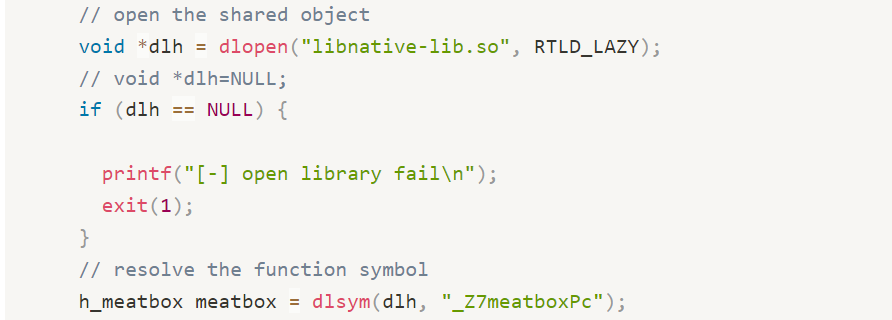 // open the shared object
void *dlh = dlopen("libnative-lib.so", RTLD_LAZY);
// void *dlh=NULL;
if (dlh == NULL) {
printf("[-] open library fail\n");
exit(1);
}
// resolve the function symbol
h_meatbox meatbox = dlsym(dlh, "_Z7meatboxPc");